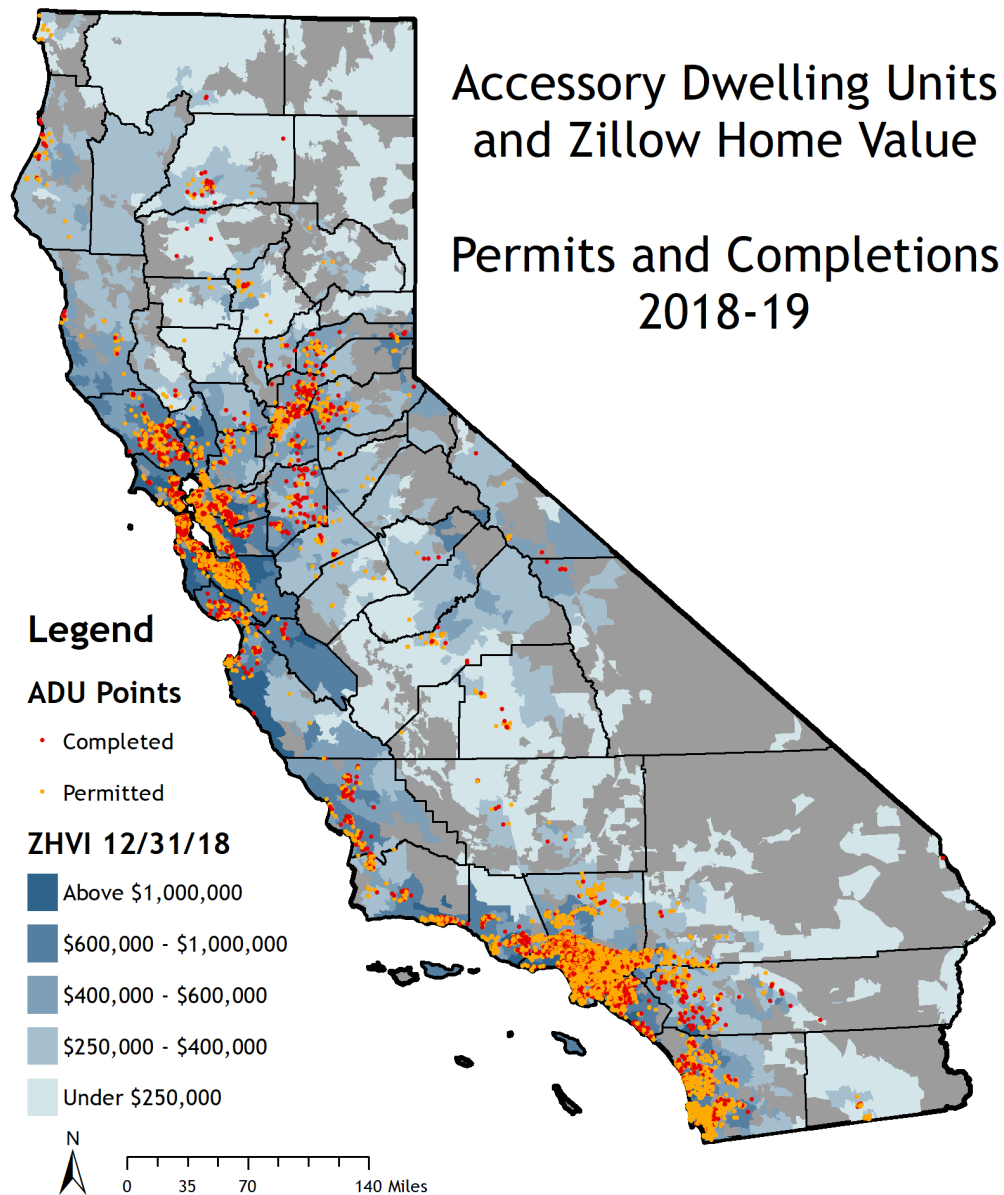 Accessory Dwelling Units
and Zillow Home Value
Permits and Completions
2018-19
Legend
ADU Points
Completed
Permitted
ZHVI 12/31/18
Above $1,000,000
$600,000 - $1,000,000
$400,000 - $600,000
$250,000 - $400,000
Under $250,000
N
0 35 70 140 Miles